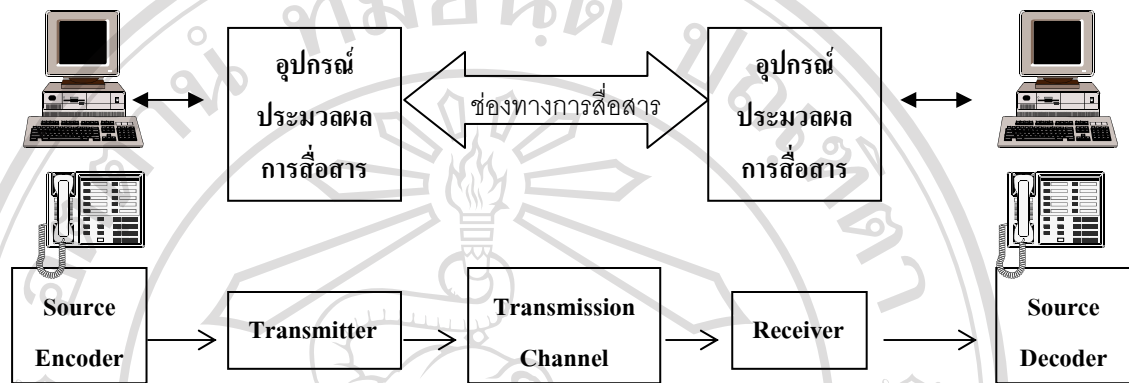 อุปกรณ์
ประมวลผล
การสื่อสาร
ช่องทางการสื่อสาร
อุปกรณ์
ประมวลผล
การสื่อสาร
Source
Encoder
Transmitter
Transmission
Channel
Receiver
Source
Decoder